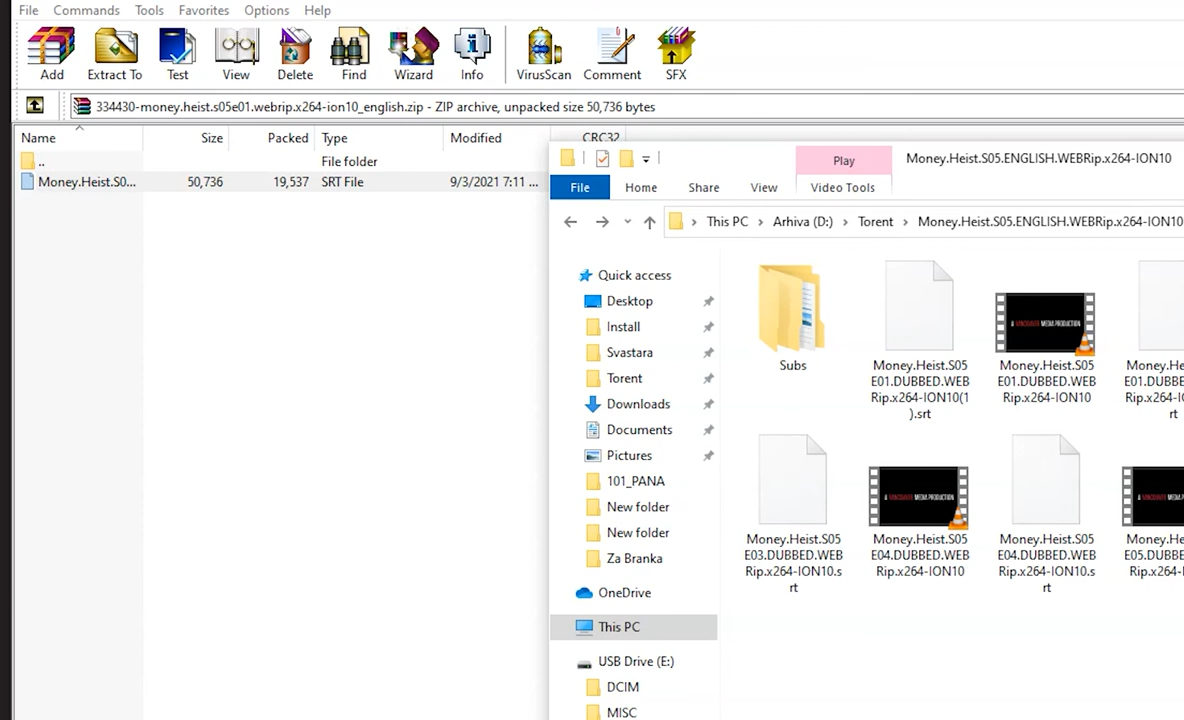 File Commands Tools Favorites Options Help
Add Extract To Test View Delete Find Wizard Info VirusScan Comment SFX
334430-money.heist.s05e01.webrip.x264-ion10_english.zip - ZIP archive, unpacked size 50,736 bytes
Name Size Packed Type Modified CRC32
.. File folder
Money.Heist.S0... 50,736 19,537 SRT File 9/3/2021 7:11 ...
Play Money.Heist.S05.ENGLISH.WEBRip.x264-ION10
File Home Share View Video Tools
This PC > Arhiva (D:) > Torent > Money.Heist.S05.ENGLISH.WEBRip.x264-ION10
Quick access
Desktop
Install
Svastara
Torent
Downloads
Documents
Pictures
101_PANA
New folder
New folder
Za Branka
OneDrive
This PC
USB Drive (E:)
DCIM
MISC
Subs
Money.Heist.S05
E01.DUBBED.WEB
Rip.x264-ION10(1
).srt
A MEDIA PRODUCTION
Money.Heist.S05
E01.DUBBED.WEB
Rip.x264-ION10
Money.He
E01.DUBBE
Rip.x264-I
rt
Money.Heist.S05
E03.DUBBED.WEB
Rip.x264-ION10.s
rt
A MEDIA PRODUCTION
Money.Heist.S05
E04.DUBBED.WEB
Rip.x264-ION10
Money.Heist.S05
E04.DUBBED.WEB
Rip.x264-ION10.s
rt
Money.He
E05.DUBBE
Rip.x264-